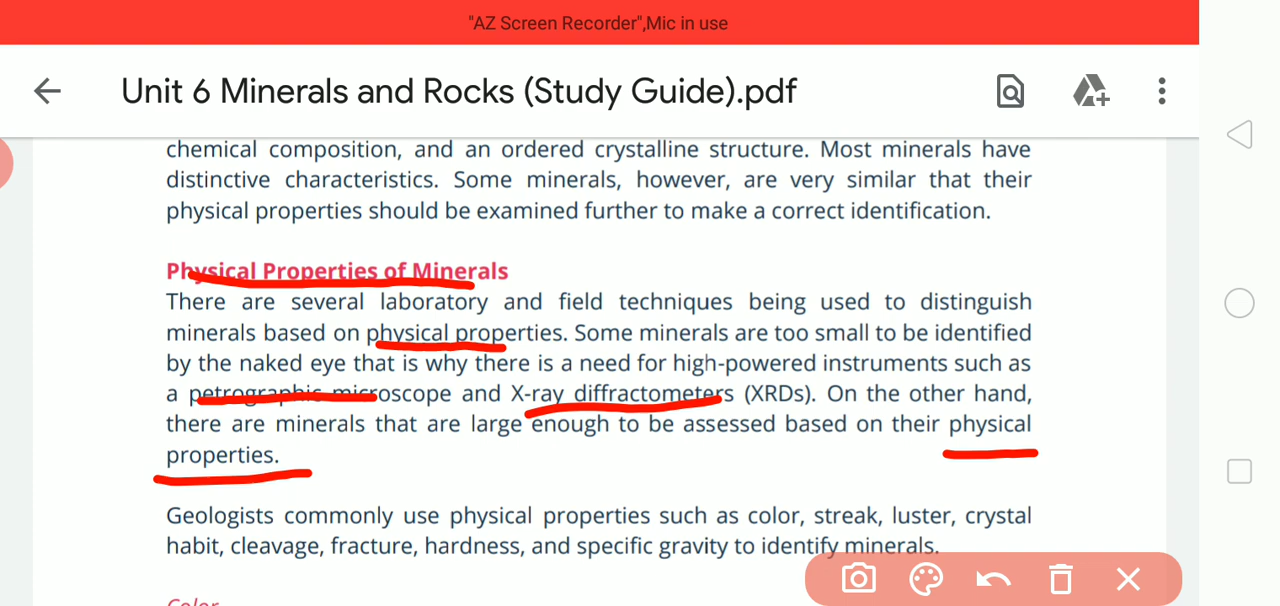 "AZ Screen Recorder",Mic in use
Unit 6 Minerals and Rocks (Study Guide).pdf
chemical composition, and an ordered crystalline structure. Most minerals have
distinctive characteristics. Some minerals, however, are very similar that their
physical properties should be examined further to make a correct identification.
Physical Properties of Minerals
There are several laboratory and field techniques being used to distinguish
minerals based on physical properties. Some minerals are too small to be identified
by the naked eye that is why there is a need for high-powered instruments such as
a petrographic microscope and X-ray diffractometers (XRDs). On the other hand,
there are minerals that are large enough to be assessed based on their physical
properties.
Geologists commonly use physical properties such as color, streak, luster, crystal
habit, cleavage, fracture, hardness, and specific gravity to identify minerals.
Color